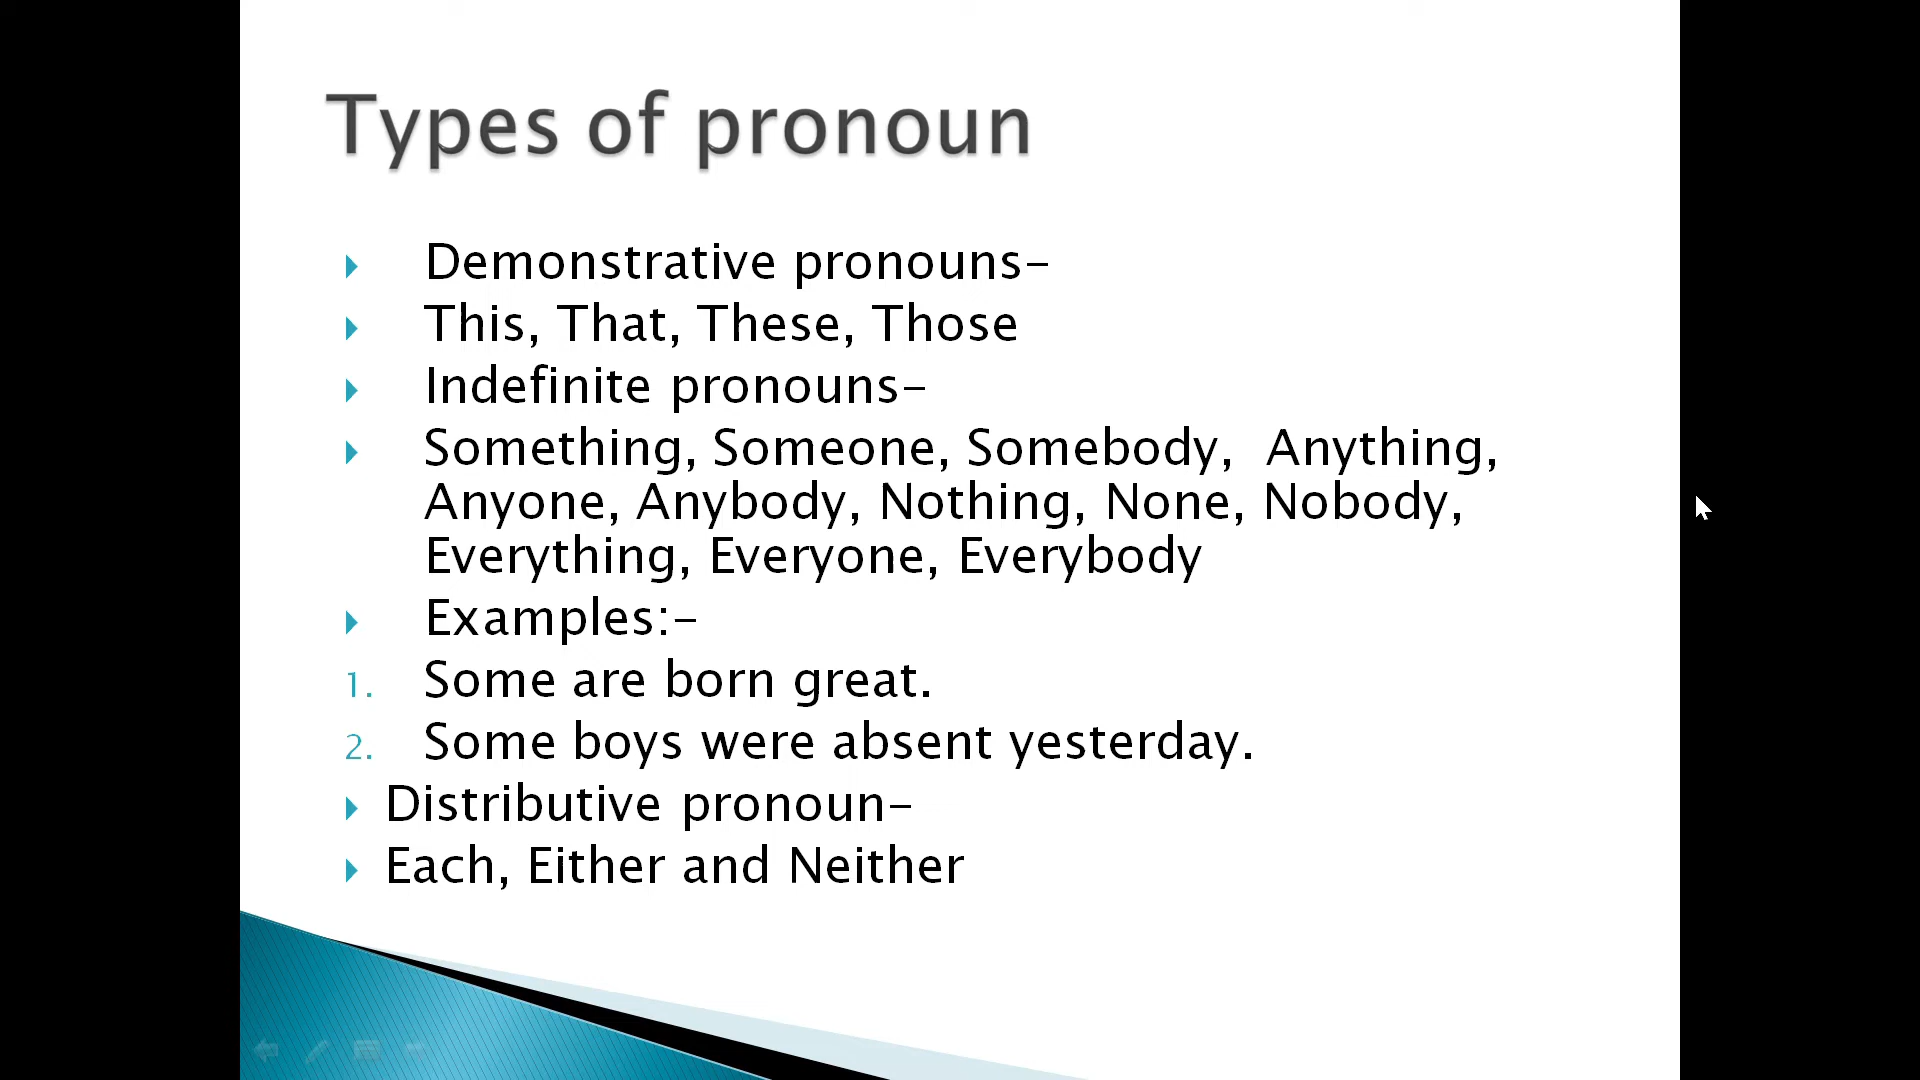 Types of pronoun
Demonstrative pronouns-
This, That, These, Those
Indefinite pronouns-
Something, Someone, Somebody,  Anything,
Anyone, Anybody, Nothing, None, Nobody,
Everything, Everyone, Everybody
Examples:-
1. Some are born great.
2. Some boys were absent yesterday.
Distributive pronoun-
Each, Either and Neither